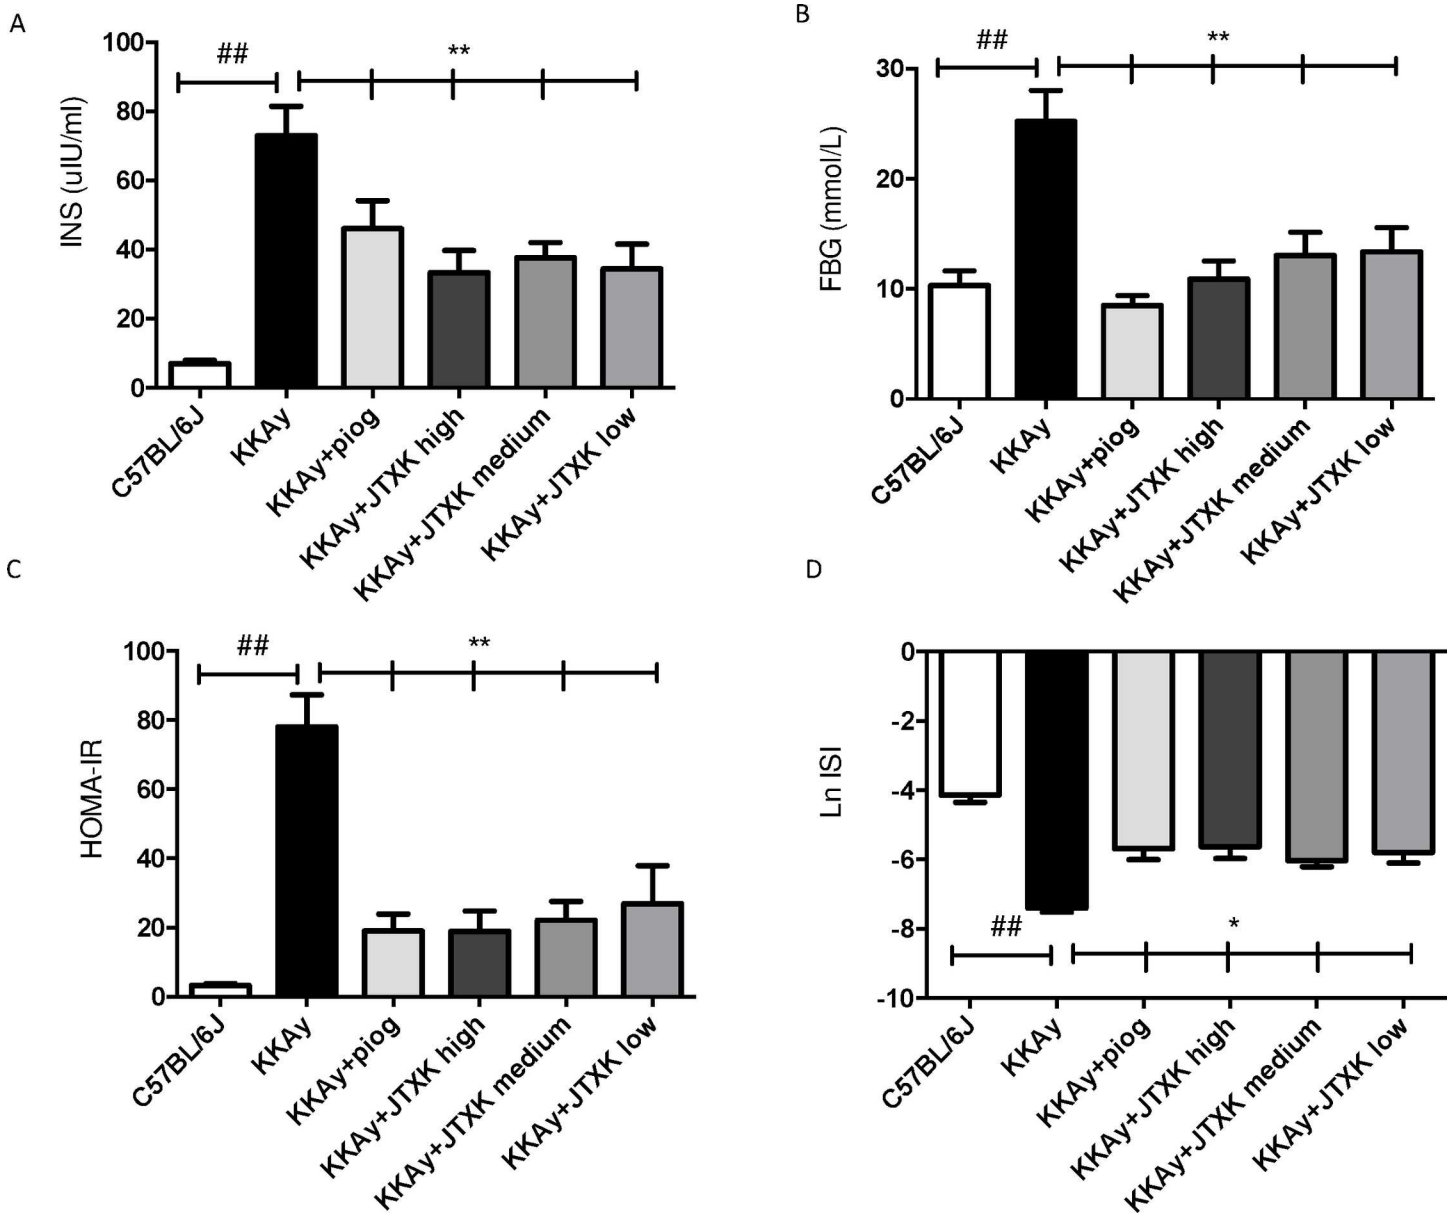 A
INS (uIU/ml)
100
80
60
40
20
0
##
**
C57BL/6J
KKAy
KKAy+piog
KKAy+JTXK high
KKAy+JTXK medium
KKAy+JTXK low
B
FBG (mmol/L)
30
20
10
0
##
**
C57BL/6J
KKAy
KKAy+piog
KKAy+JTXK high
KKAy+JTXK medium
KKAy+JTXK low
C
HOMA-IR
100
80
60
40
20
0
##
**
C57BL/6J
KKAy
KKAy+piog
KKAy+JTXK high
KKAy+JTXK medium
KKAy+JTXK low
D
Ln ISI
0
-2
-4
-6
-8
-10
##
*
C57BL/6J
KKAy
KKAy+piog
KKAy+JTXK high
KKAy+JTXK medium
KKAy+JTXK low